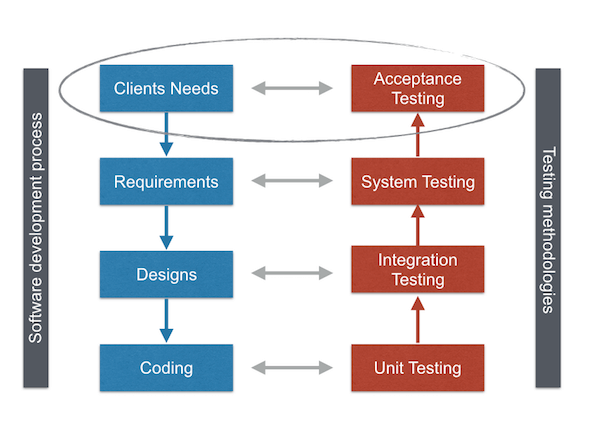 Software development process
Clients Needs
Acceptance
Testing
Requirements
System Testing
Designs
Integration
Testing
Coding
Unit Testing
Testing methodologies